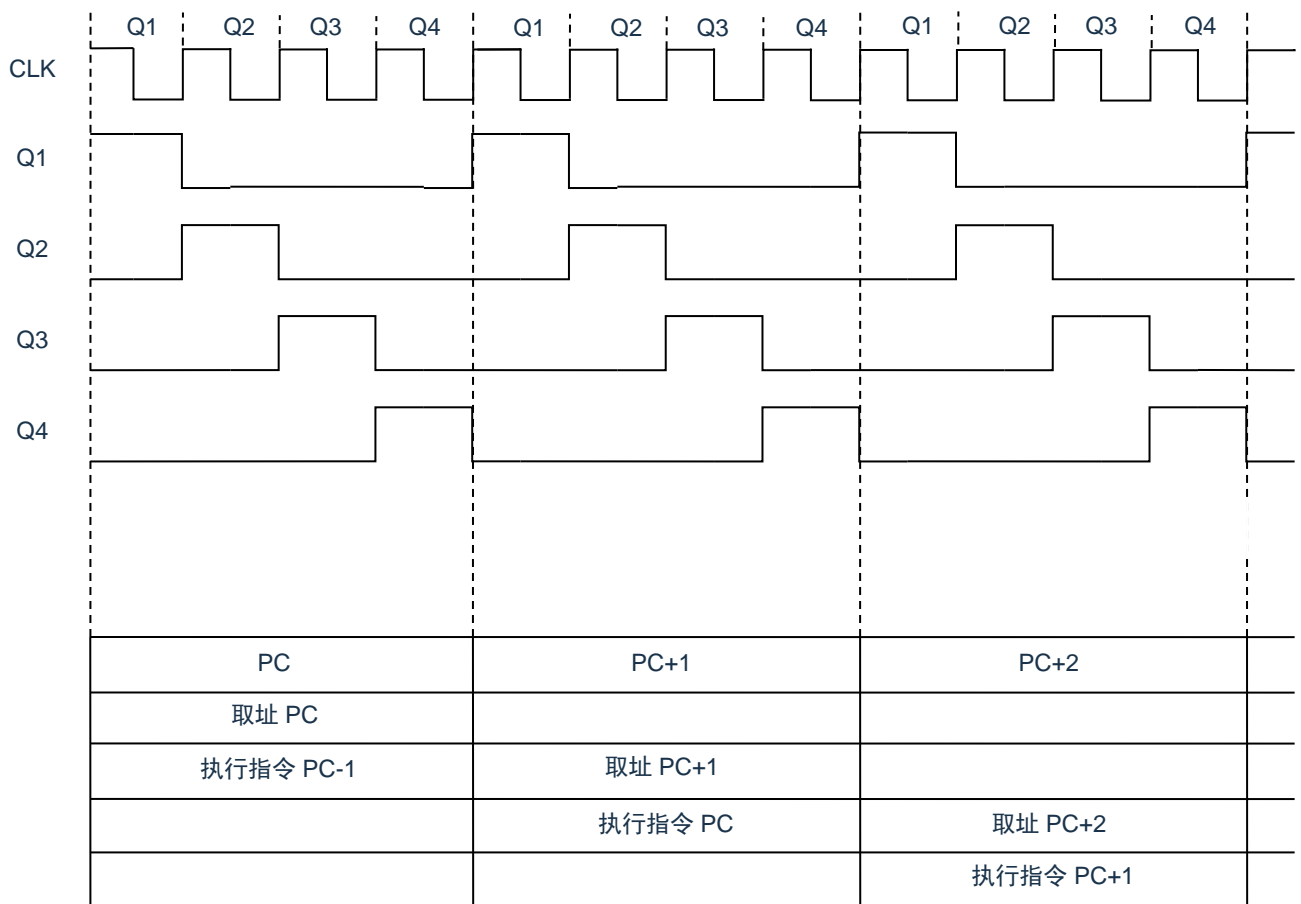 Q1 Q2 Q3 Q4 Q1 Q2 Q3 Q4 Q1 Q2 Q3 Q4
CLK
Q1
Q2
Q3
Q4
PC PC+1 PC+2
取址 PC
执行指令 PC-1 取址 PC+1
执行指令 PC 取址 PC+2
执行指令 PC+1